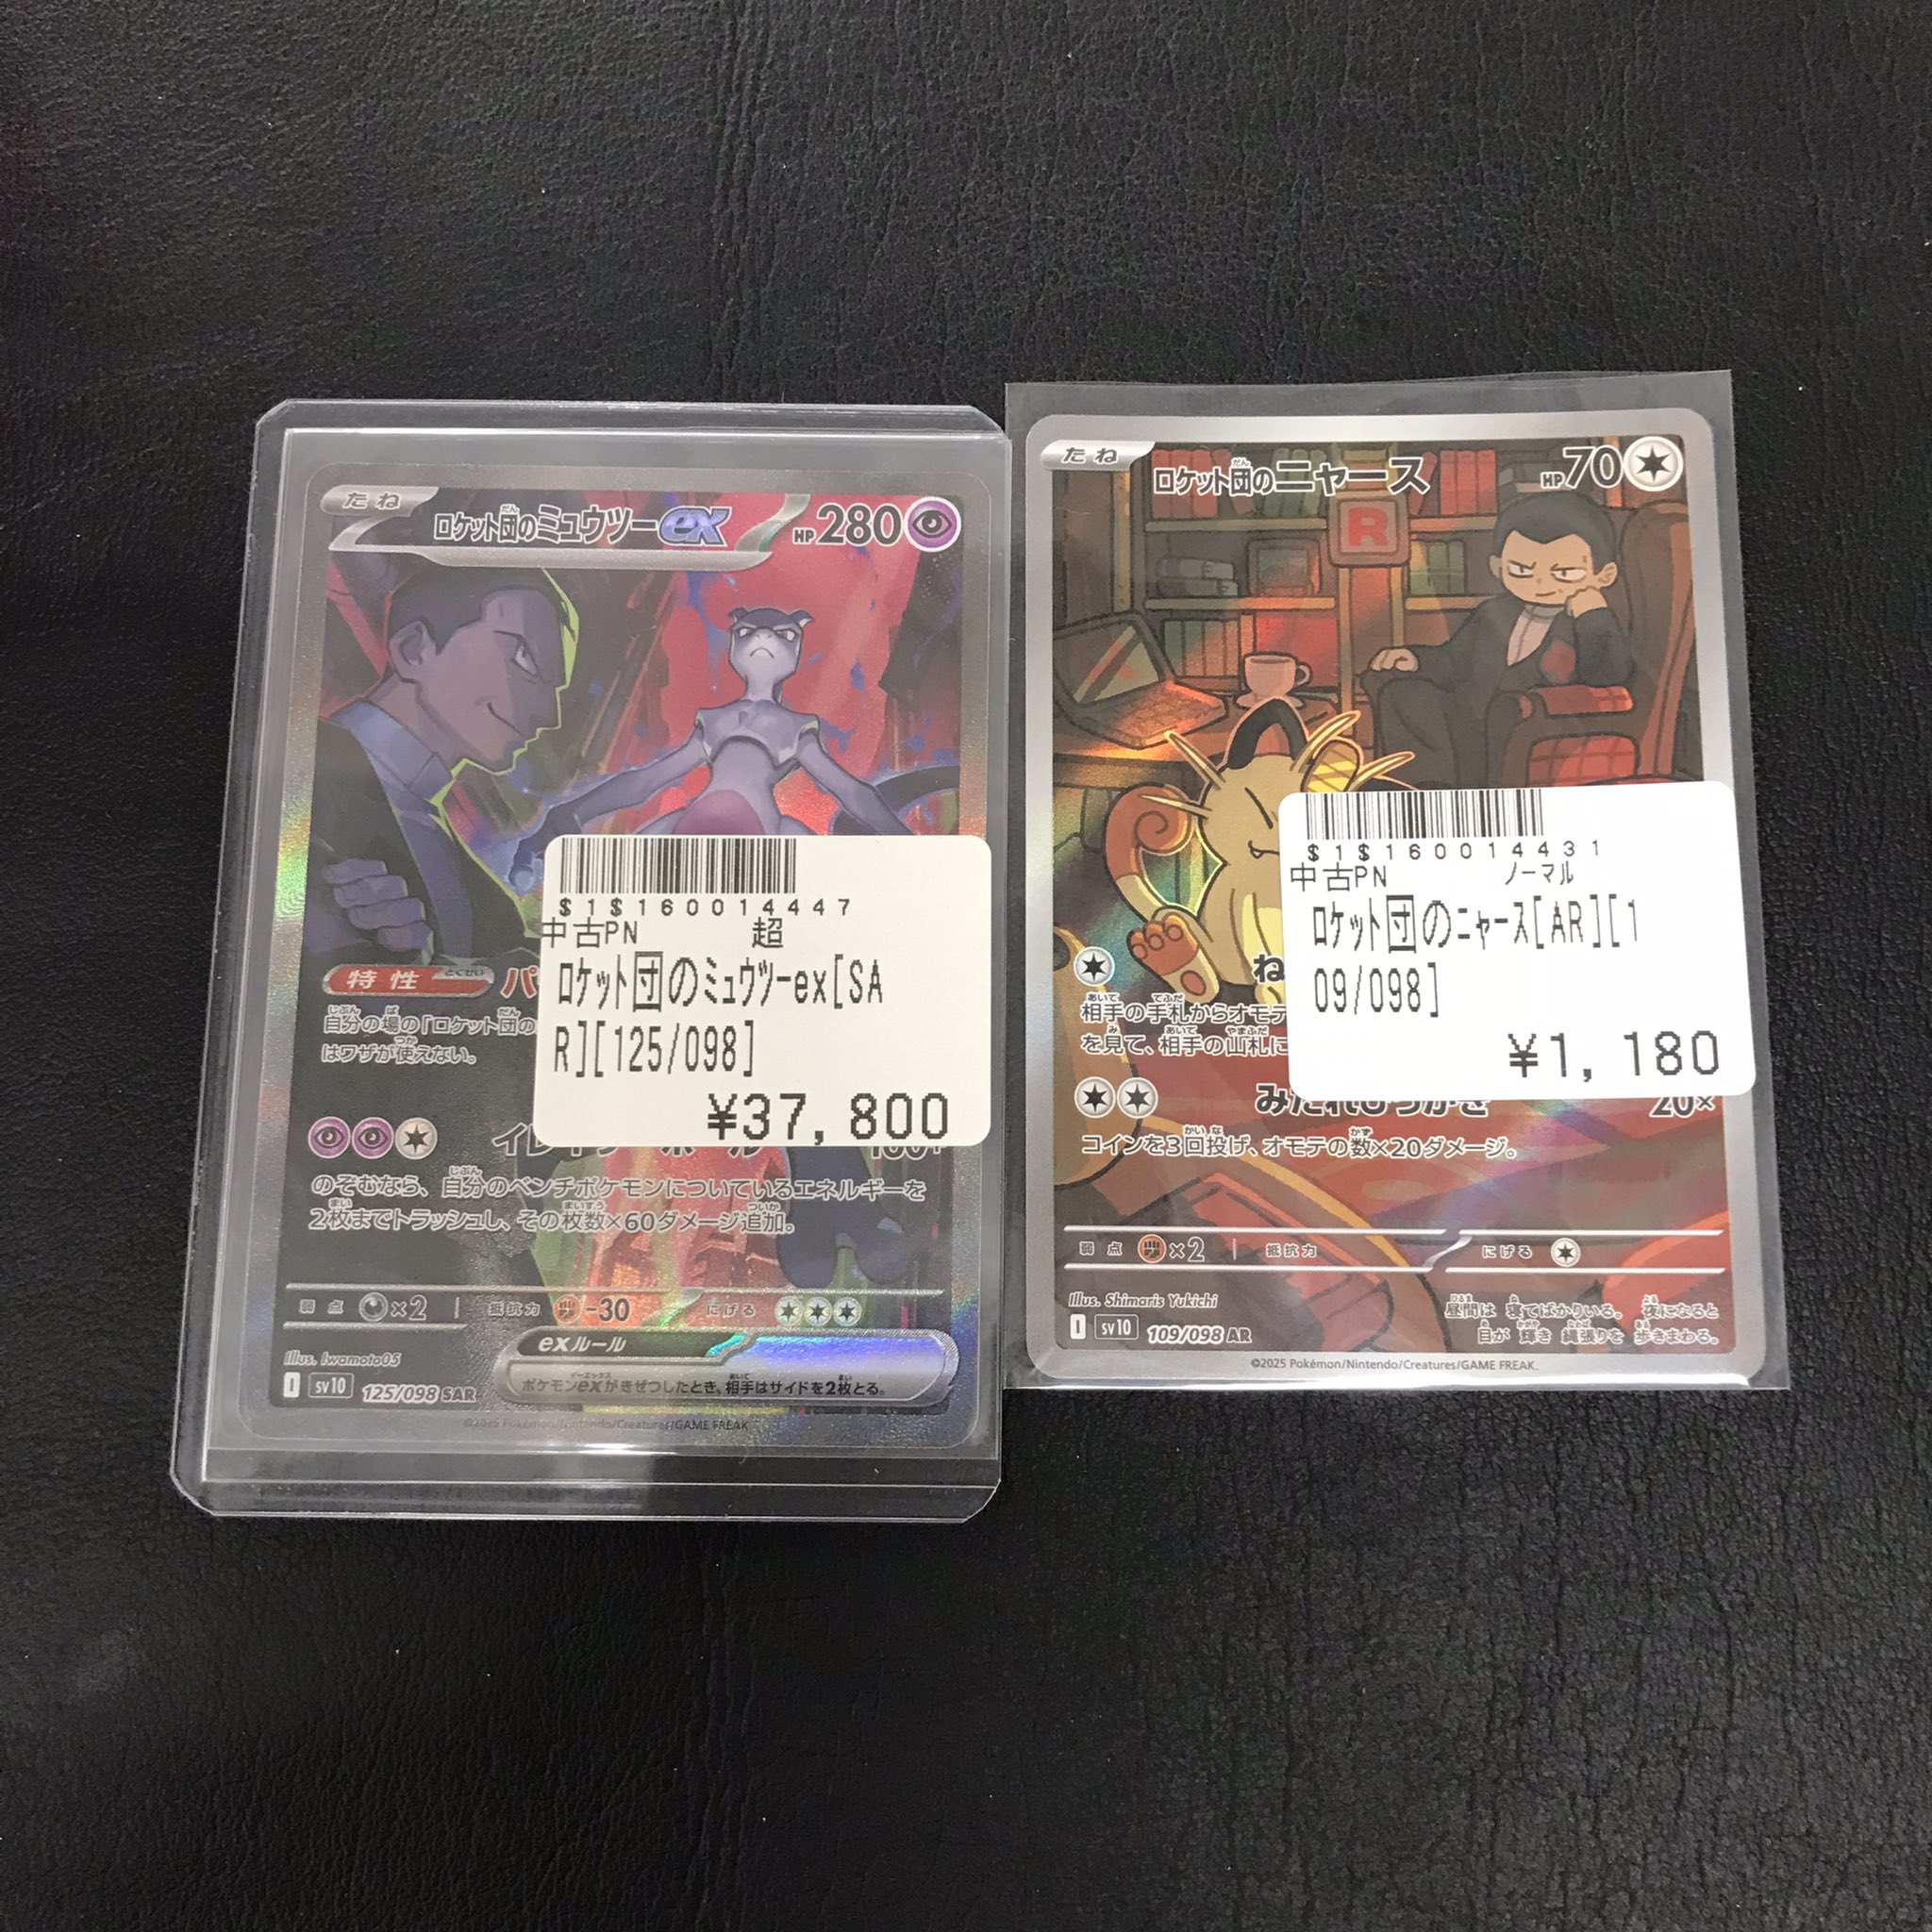 たね
ロケット団のミュウツーex
HP280
$1$160014447
中古PN 超
ロケット団のミュウツーex[SA
R][125/098]
¥37,800
特性
とくせい
自分の場の「ロケット団の
はワザが使えない。
のぞむなら、自分のベンチポケモンについているエネルギーを
2枚までトラッシュし、その枚数×60ダメージ追加。
弱点 ×2 抵抗力 -30 にげる
exルール
ポケモンexがきぜつしたとき、相手はサイドを2枚とる。
Illus. Iwamoto05
I sv10 125/098 SAR
©2025 Pokémon/Nintendo/Creatures/GAME FREAK.
たね
ロケット団のニャース
HP70
R
$1$160014431
中古PN ノーマル
ロケット団のニャース[AR][1
09/098]
¥1,180
相手の手札からオモテ
を見て、相手の山札に
20×
コインを3回投げ、オモテの数×20ダメージ。
弱点 ×2 抵抗力 にげる
Illus. Shimaris Yukichi
I sv10 109/098 AR
昼間は 寝てばかりいる。 夜になると
目が 輝き 縄張りを 歩きまわる。
©2025 Pokémon/Nintendo/Creatures/GAME FREAK.